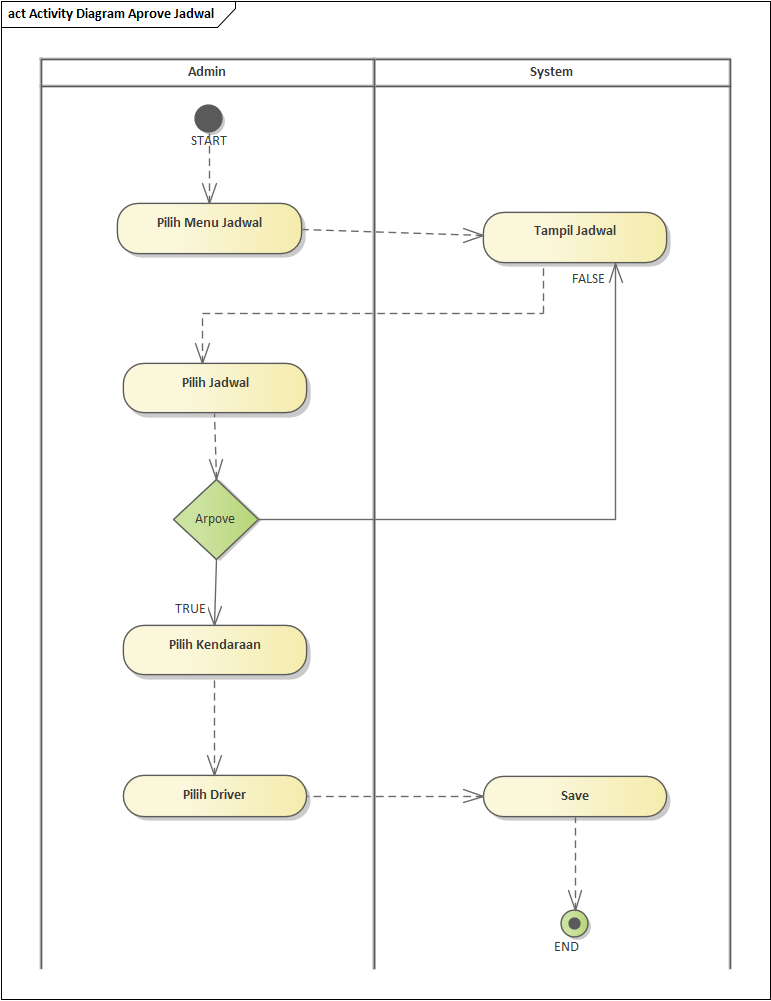 act Activity Diagram Aprove Jadwal
Admin
System
START
Pilih Menu Jadwal
Tampil Jadwal
FALSE
Pilih Jadwal
Arpove
TRUE
Pilih Kendaraan
Pilih Driver
Save
END